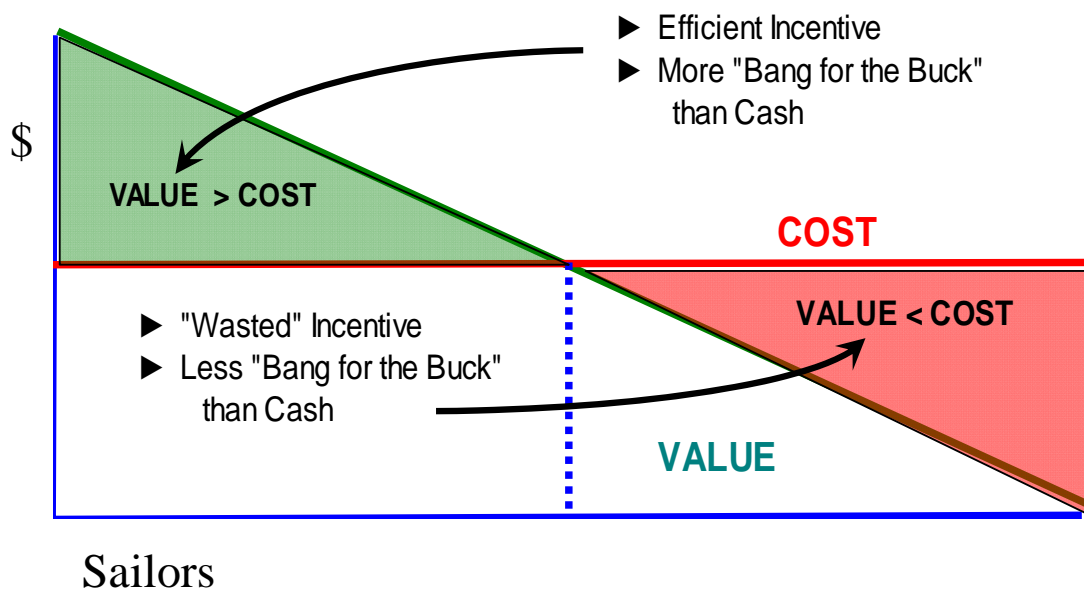 ► Efficient Incentive
► More "Bang for the Buck"
than Cash
$
VALUE > COST
COST
► "Wasted" Incentive
► Less "Bang for the Buck"
than Cash
VALUE < COST
VALUE
Sailors